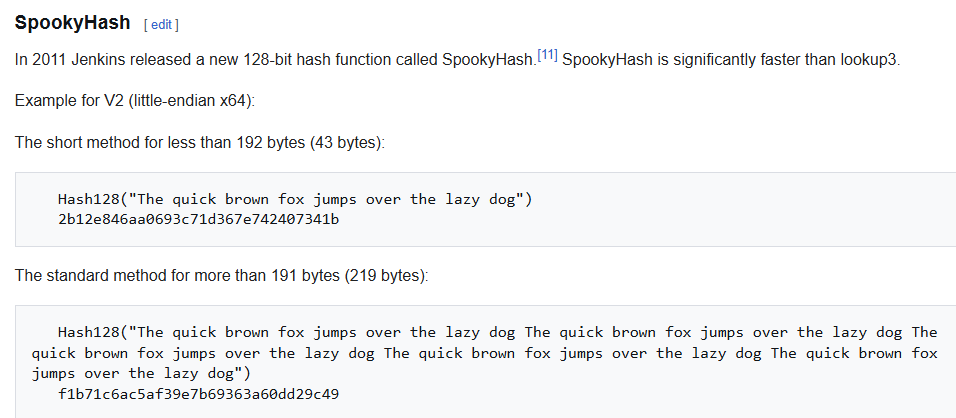 SpookyHash [ edit ]
In 2011 Jenkins released a new 128-bit hash function called SpookyHash.[11] SpookyHash is significantly faster than lookup3.
Example for V2 (little-endian x64):
The short method for less than 192 bytes (43 bytes):
Hash128("The quick brown fox jumps over the lazy dog")
2b12e846aa0693c71d367e742407341b
The standard method for more than 191 bytes (219 bytes):
Hash128("The quick brown fox jumps over the lazy dog The quick brown fox jumps over the lazy dog The
quick brown fox jumps over the lazy dog The quick brown fox jumps over the lazy dog The quick brown fox
jumps over the lazy dog")
f1b71c6ac5af39e7b69363a60dd29c49